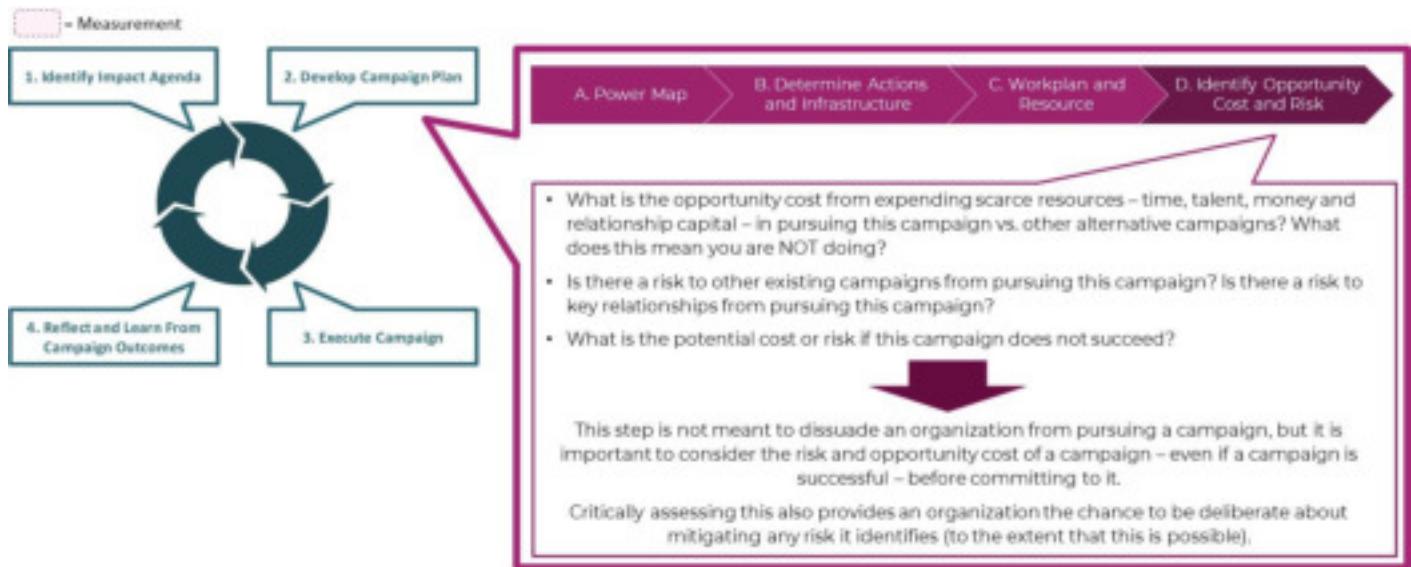 = Measurement
1. Identify Impact Agenda
2. Develop Campaign Plan
4. Reflect and Learn From
Campaign Outcomes
3. Execute Campaign
A. Power Map
B. Determine Actions
and Infrastructure
C. Workplan and
Resource
D. Identify Opportunity
Cost and Risk
• What is the opportunity cost from expending scarce resources – time, talent, money and
relationship capital – in pursuing this campaign vs. other alternative campaigns? What
does this mean you are NOT doing?
• Is there a risk to other existing campaigns from pursuing this campaign? Is there a risk to
key relationships from pursuing this campaign?
• What is the potential cost or risk if this campaign does not succeed?
This step is not meant to dissuade an organization from pursuing a campaign, but it is
important to consider the risk and opportunity cost of a campaign – even if a campaign is
successful – before committing to it.
Critically assessing this also provides an organization the chance to be deliberate about
mitigating any risk it identifies (to the extent that this is possible).